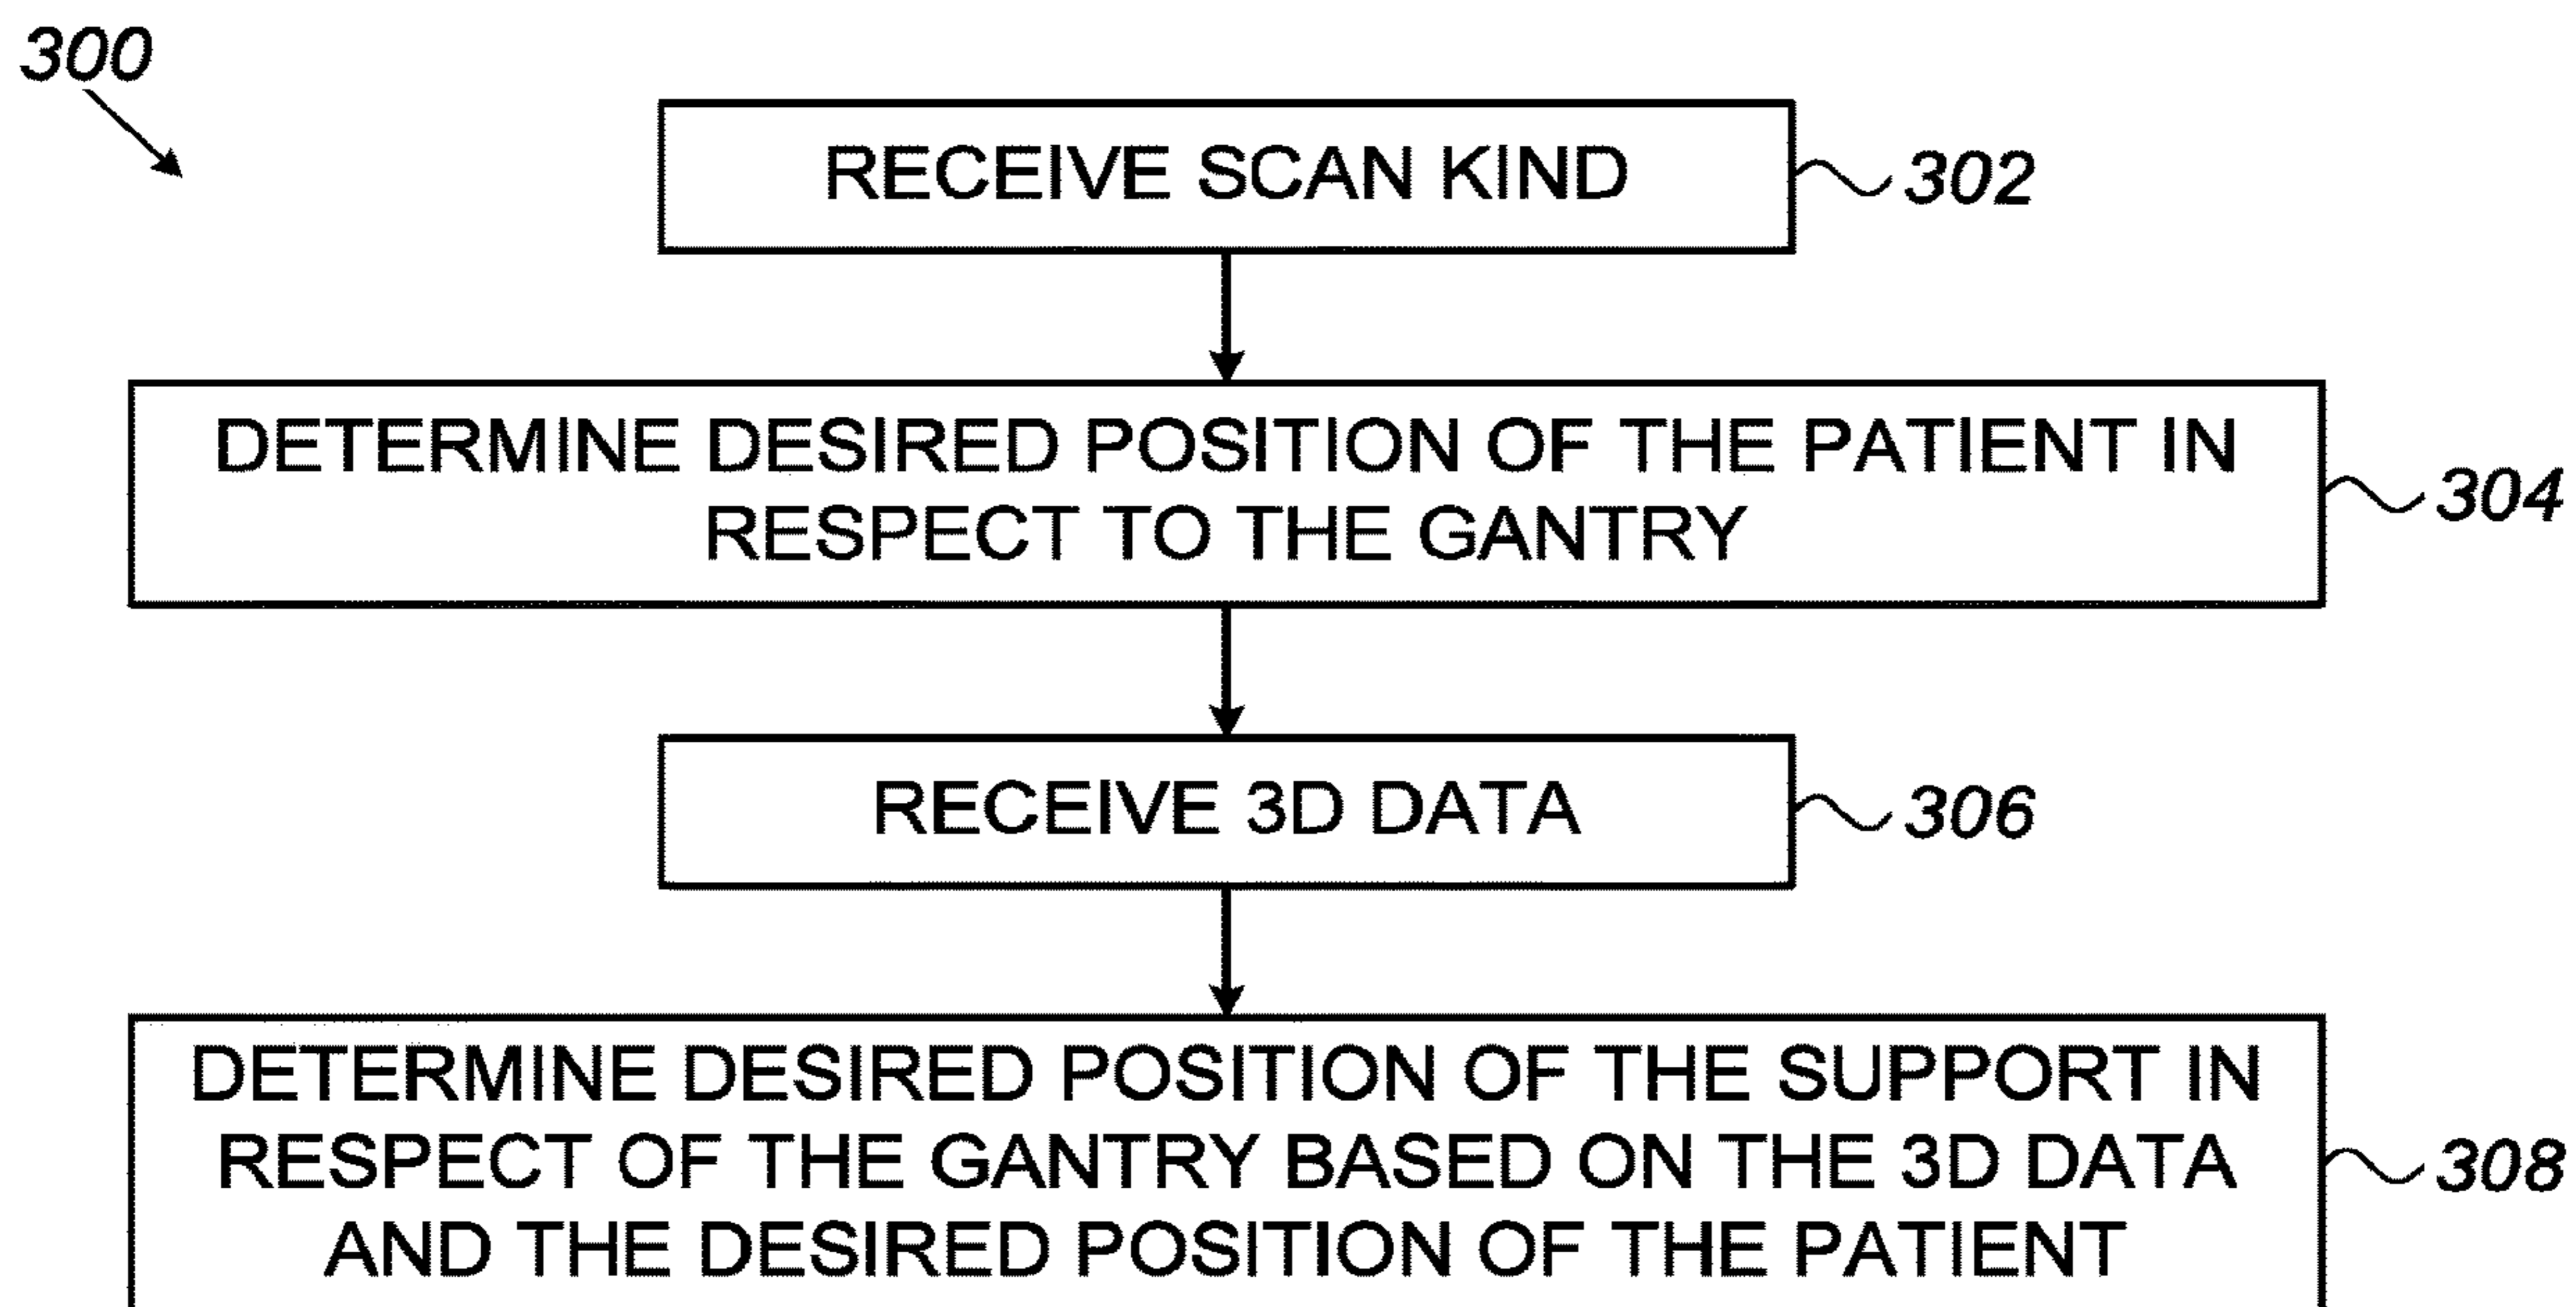 300
RECEIVE SCAN KIND
302
DETERMINE DESIRED POSITION OF THE PATIENT IN
RESPECT TO THE GANTRY
304
RECEIVE 3D DATA
306
DETERMINE DESIRED POSITION OF THE SUPPORT IN
RESPECT OF THE GANTRY BASED ON THE 3D DATA
AND THE DESIRED POSITION OF THE PATIENT
308